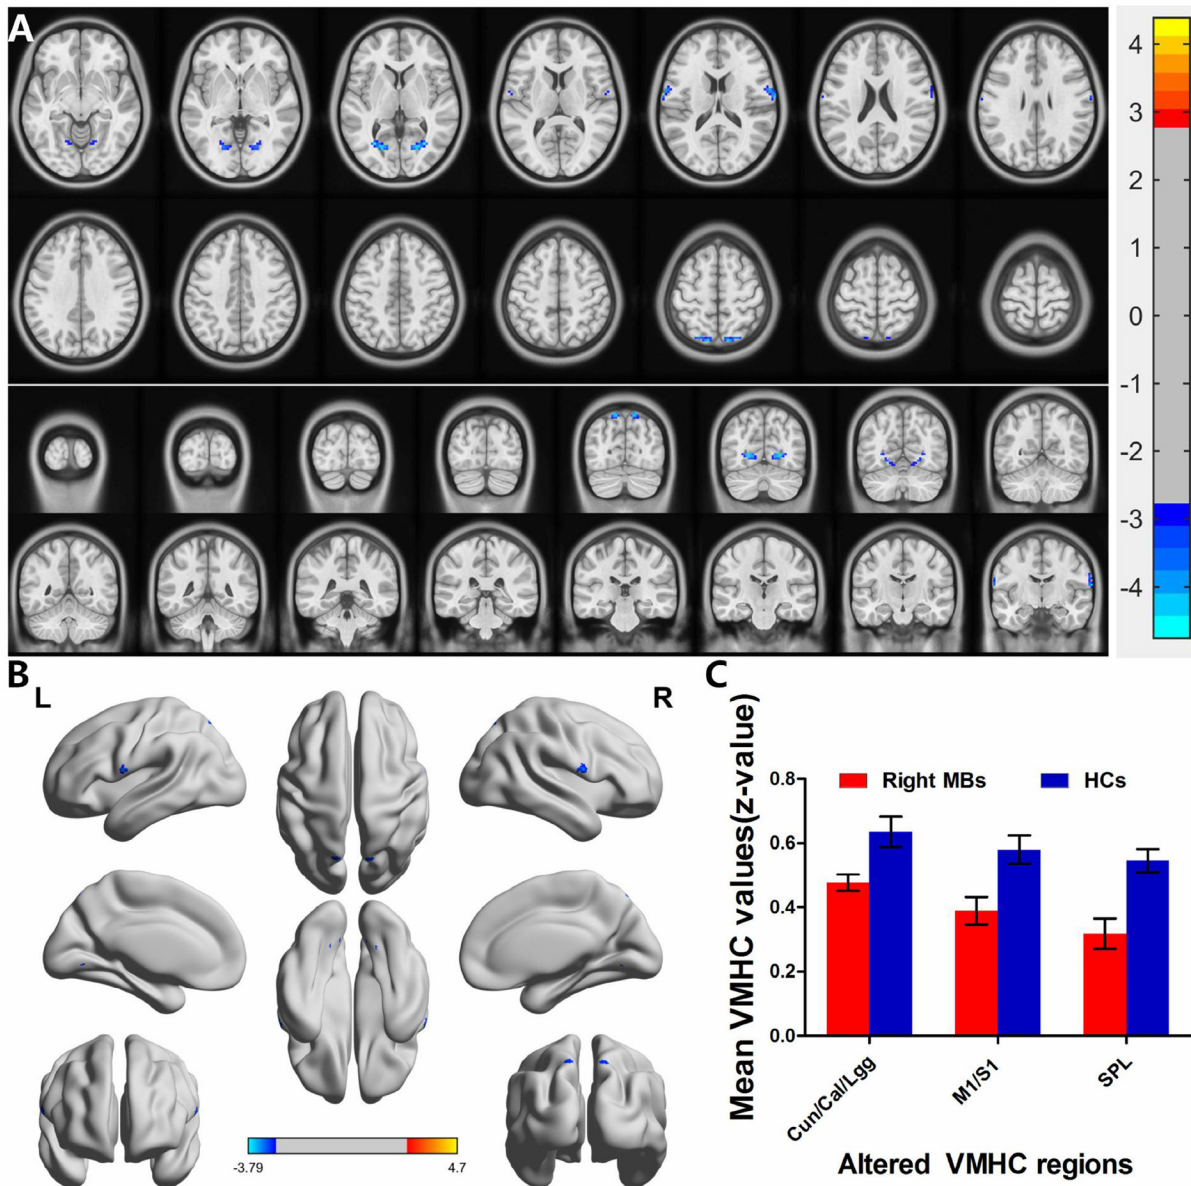 A
4
3
2
1
0
-1
-2
-3
-4
B
L
R
-3.79
4.7
C
Mean VMHC values(z-value)
0.8
0.6
0.4
0.2
0.0
Right MBs
HCs
Cun/Cal/Lgg
M1/S1
SPL
Altered VMHC regions